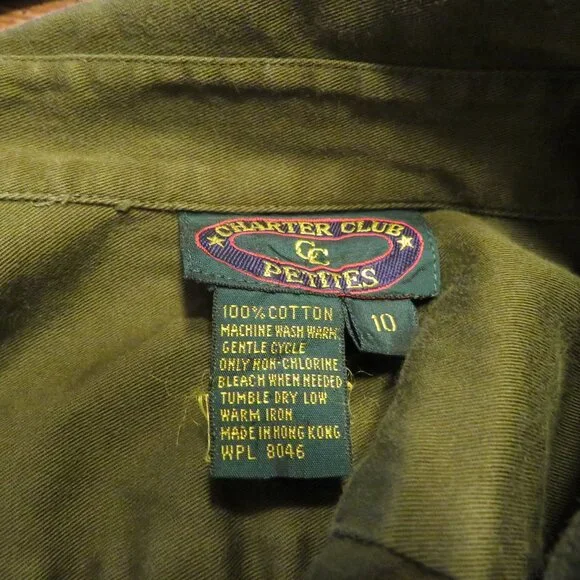 CHARTER CLUB
CC
PETITES
10
100% COTTON
MACHINE WASH WARM
GENTLE CYCLE
ONLY NON-CHLORINE
BLEACH WHEN NEEDED
TUMBLE DRY LOW
WARM IRON
MADE IN HONG KONG
WPL 8046